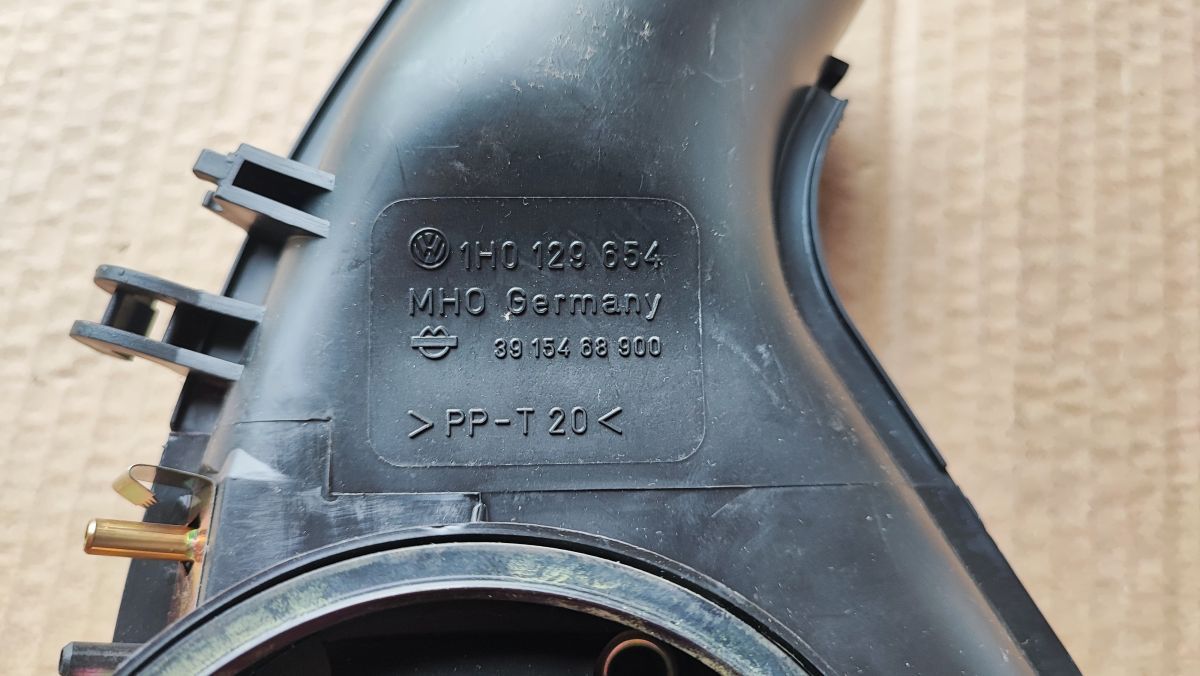 1H0 129 654
MHO Germany
39 154 68 900
>PP-T 20<